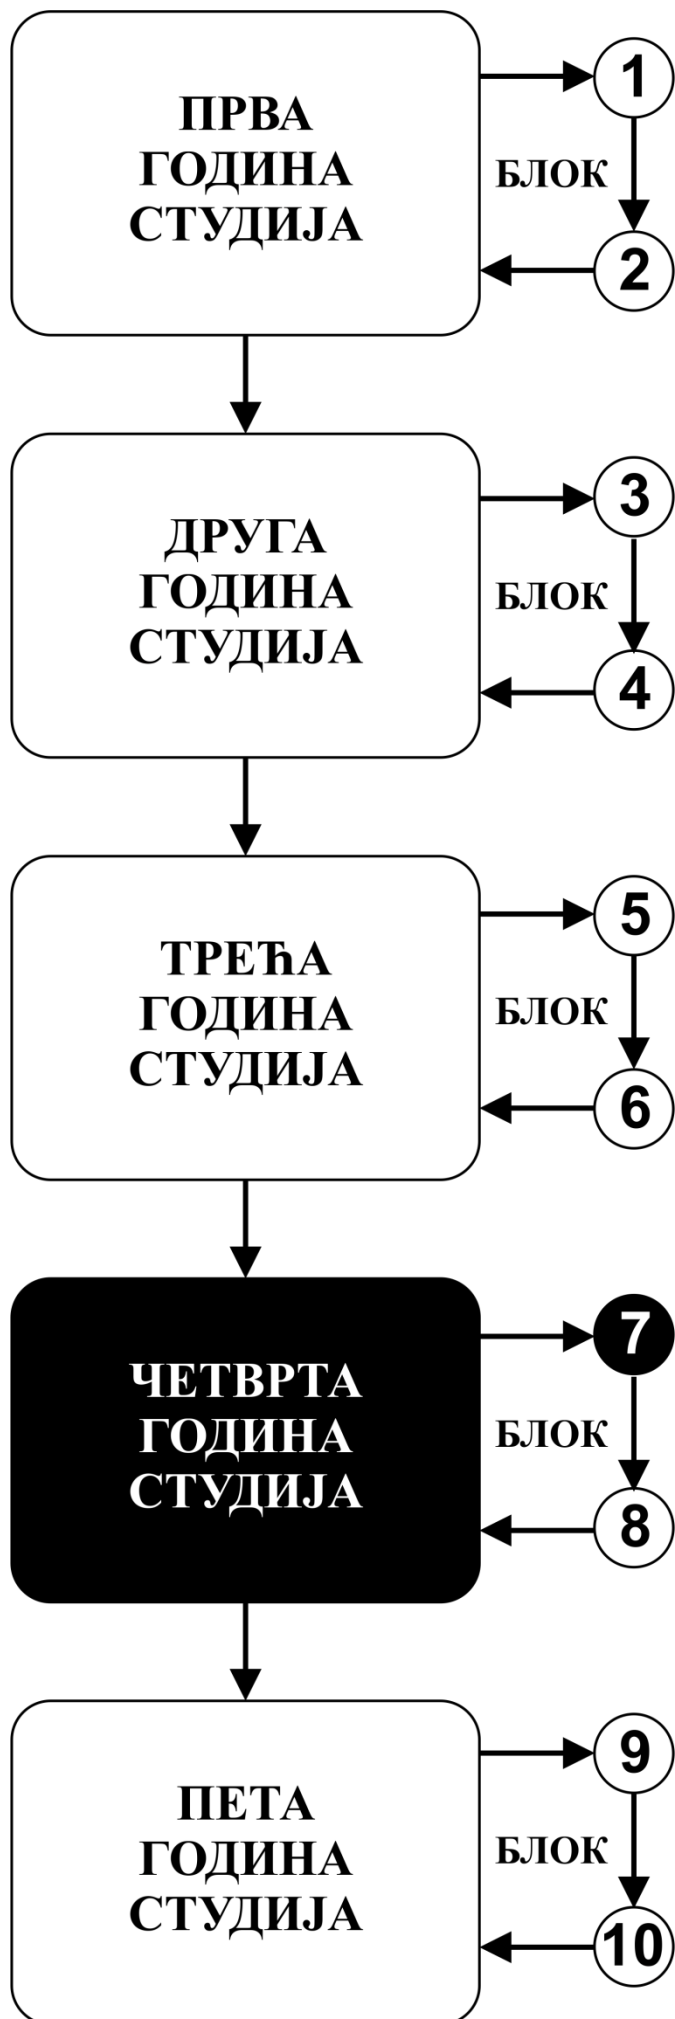 ПРВА
ГОДИНА
СТУДИЈА
1
БЛОК
2
ДРУГА
ГОДИНА
СТУДИЈА
3
БЛОК
4
ТРЕЋА
ГОДИНА
СТУДИЈА
5
БЛОК
6
ЧЕТВРТА
ГОДИНА
СТУДИЈА
7
БЛОК
8
ПЕТА
ГОДИНА
СТУДИЈА
9
БЛОК
10